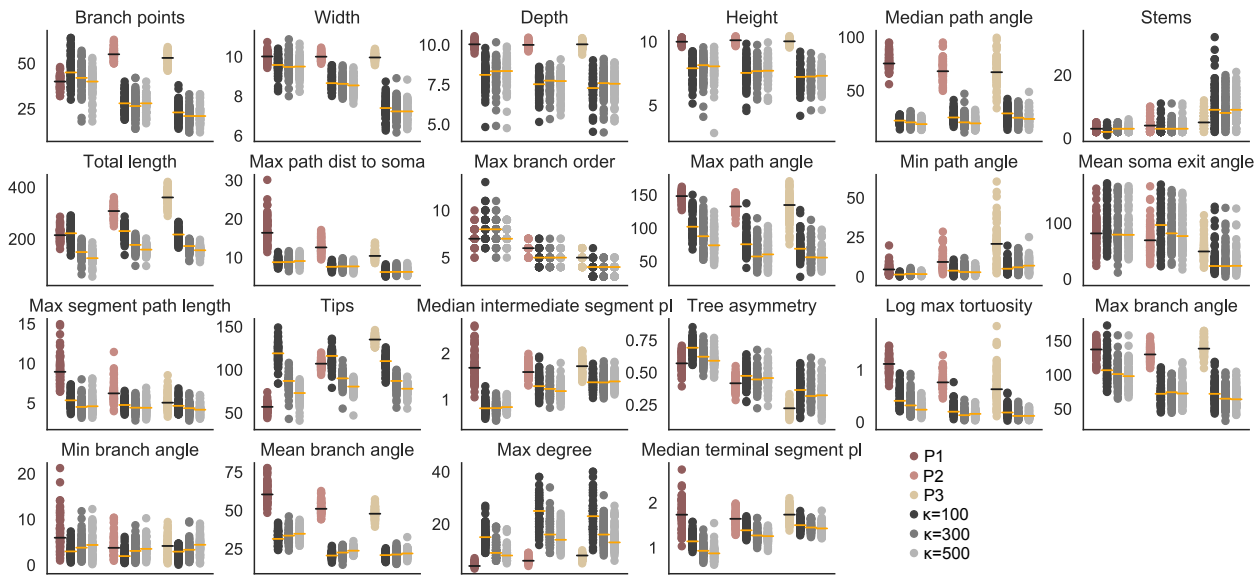 Branch points
Width
Depth
Height
Median path angle
Stems
50
25
10
8
6
10.0
7.5
5.0
10
5
100
75
50
25
20
0
Total length
Max path dist to soma
Max branch order
Max path angle
Min path angle
Mean soma exit angle
400
200
30
20
10
10
5
150
100
50
50
25
0
100
0
Max segment path length
Tips
Median intermediate segment pl
Tree asymmetry
Log max tortuosity
Max branch angle
15
10
5
150
100
50
2
1
0.75
0.50
0.25
1
0
150
100
50
Min branch angle
Mean branch angle
Max degree
Median terminal segment pl
20
10
0
75
50
25
40
20
0
2
1
P1
P2
P3
κ=100
κ=300
κ=500